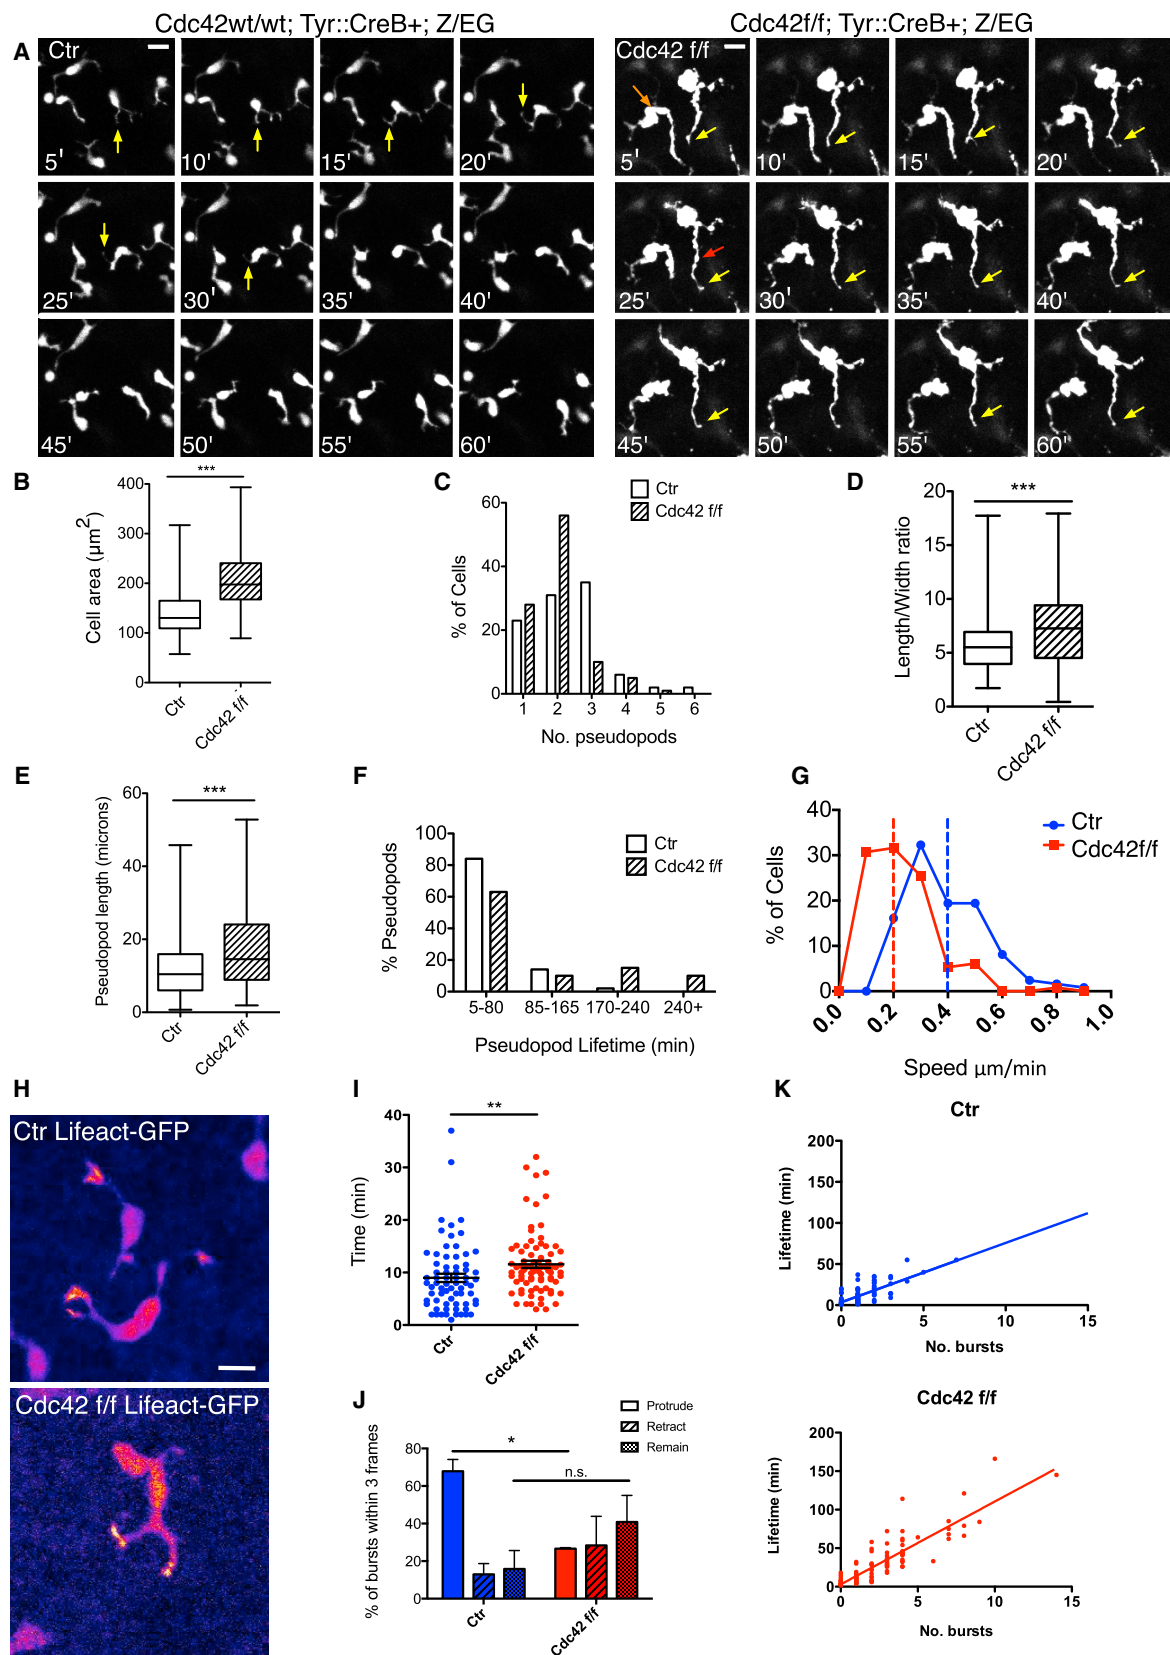 Cdc42wt/wt; Tyr::CreB+; Z/EG
Cdc42f/f; Tyr::CreB+; Z/EG
A
Ctr
Cdc42 f/f
5' 10' 15' 20'
5' 10' 15' 20'
25' 30' 35' 40'
25' 30' 35' 40'
45' 50' 55' 60'
45' 50' 55' 60'
B
***
Cell area (µm2)
400
300
200
100
0
Ctr
Cdc42 f/f
C
Ctr
Cdc42 f/f
% of Cells
60
40
20
0
1 2 3 4 5 6
No. pseudopods
D
***
Length/Width ratio
20
15
10
5
0
Ctr
Cdc42 f/f
E
***
Pseudopod length (microns)
60
40
20
0
Ctr
Cdc42 f/f
F
Ctr
Cdc42 f/f
% Pseudopods
100
80
60
40
20
0
5-80 85-165 170-240 240+
Pseudopod Lifetime (min)
G
Ctr
Cdc42f/f
% of Cells
40
30
20
10
0
0.0 0.2 0.4 0.6 0.8 1.0
Speed µm/min
H
Ctr Lifeact-GFP
Cdc42 f/f Lifeact-GFP
I
**
Time (min)
40
30
20
10
0
Ctr
Cdc42 f/f
J
Protrude
Retract
Remain
*
n.s.
% of bursts within 3 frames
80
60
40
20
0
Ctr
Cdc42 f/f
K
Ctr
Lifetime (min)
200
150
100
50
0
0 5 10 15
No. bursts
Cdc42 f/f
Lifetime (min)
200
150
100
50
0
0 5 10 15
No. bursts